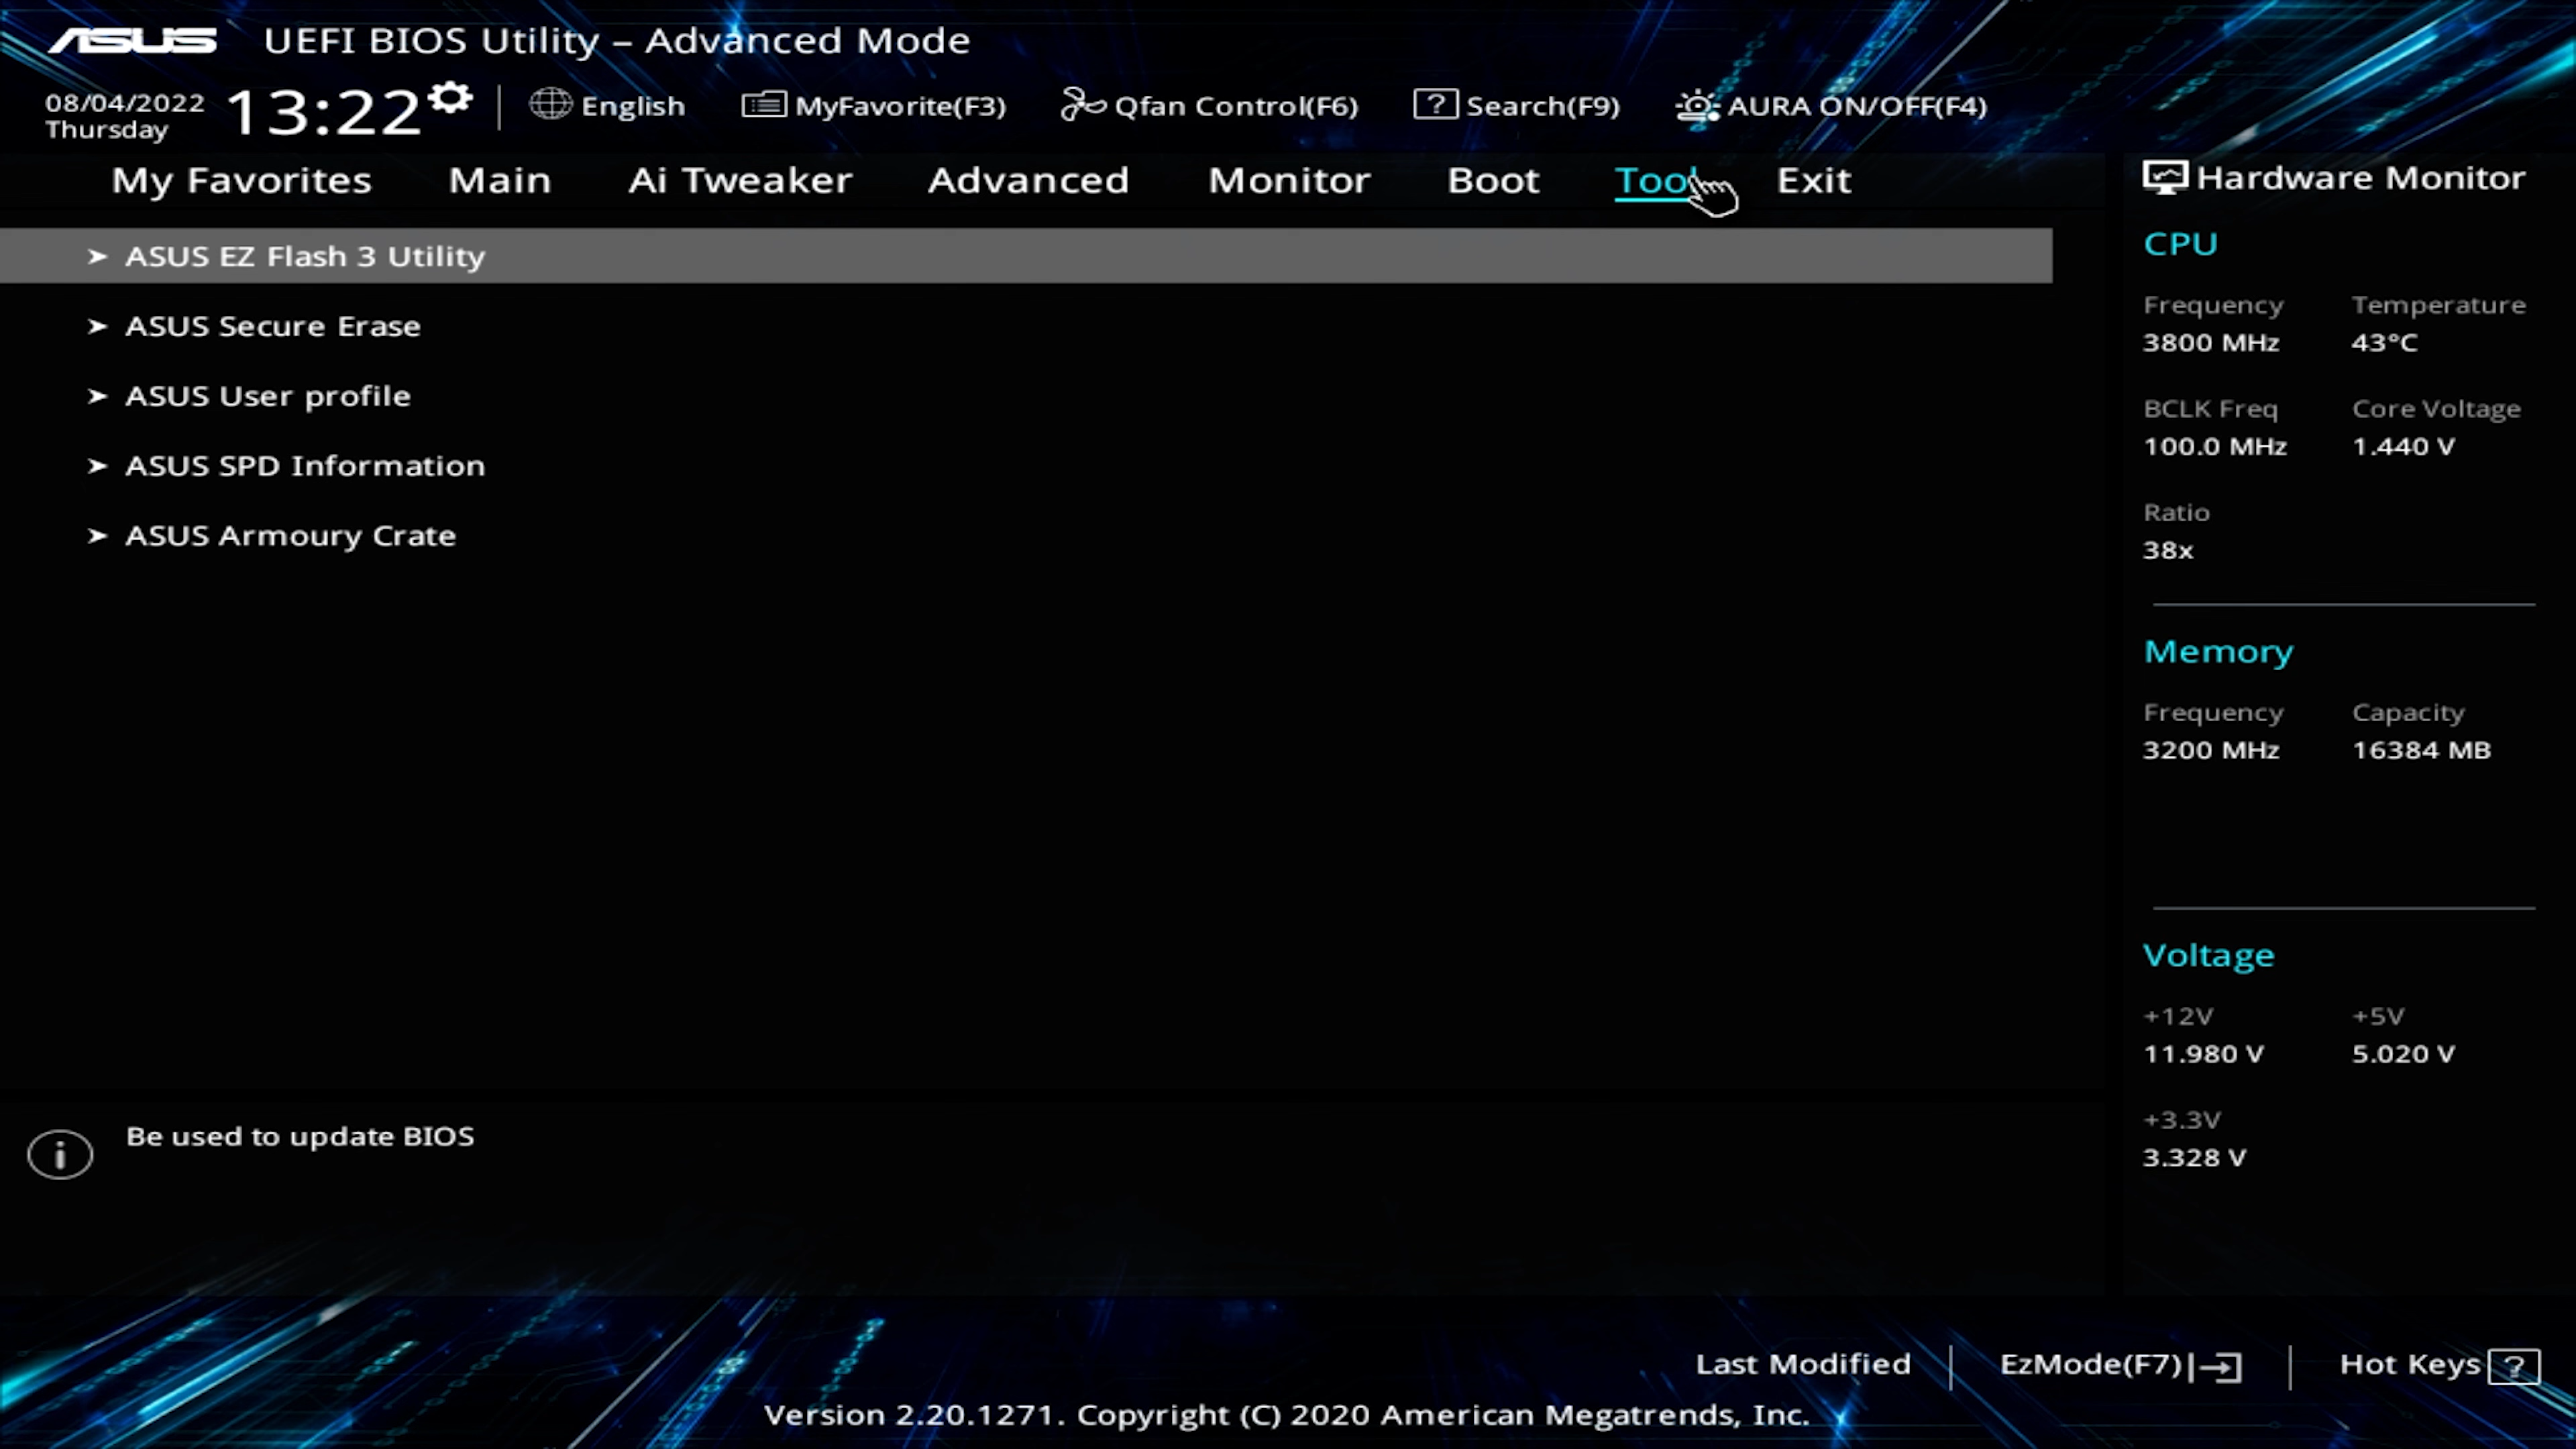 ASUS UEFI BIOS Utility – Advanced Mode
08/04/2022
Thursday
13:22
English
MyFavorite(F3)
Qfan Control(F6)
? Search(F9)
AURA ON/OFF(F4)
My Favorites
Main
Ai Tweaker
Advanced
Monitor
Boot
Tool
Exit
ASUS EZ Flash 3 Utility
ASUS Secure Erase
ASUS User profile
ASUS SPD Information
ASUS Armoury Crate
i Be used to update BIOS
Hardware Monitor
CPU
Frequency Temperature
3800 MHz 43°C
BCLK Freq Core Voltage
100.0 MHz 1.440 V
Ratio
38x
Memory
Frequency Capacity
3200 MHz 16384 MB
Voltage
+12V +5V
11.980 V 5.020 V
+3.3V
3.328 V
Last Modified
EzMode(F7)
Hot Keys ?
Version 2.20.1271. Copyright (C) 2020 American Megatrends, Inc.